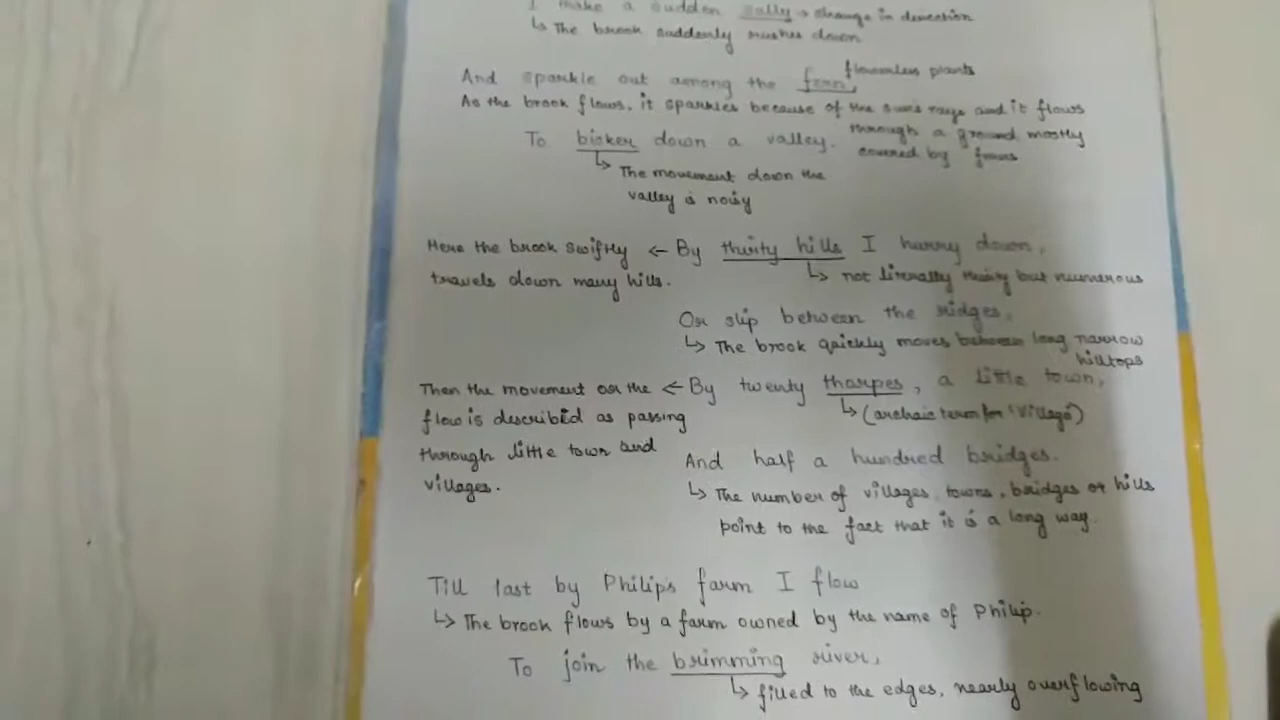 I make a sudden sally → change in direction
↳ The brook suddenly rushes down
flowerless plants
And sparkle out among the fern,
As the brook flows, it sparkles because of the suns rays and it flows
through a ground mostly
To bicker down a valley.
covered by ferns
↳ The movement down the
valley is noisy
Here the brook swiftly ← By thirty hills I hurry down,
travels down many hills.
↳ not literally thirty but numerous
Or slip between the ridges,
↳ The brook quickly moves between long narrow
hilltops
Then the movement or the ← By twenty thorpes, a little town,
flow is described as passing
↳ (archaic term for 'village')
through little town and
villages.
And half a hundred bridges.
↳ The number of villages, towns, bridges or hills
point to the fact that it is a long way.
Till last by Philip's farm I flow
↳ The brook flows by a farm owned by the name of Philip.
To join the brimming river,
↳ filled to the edges, nearly overflowing